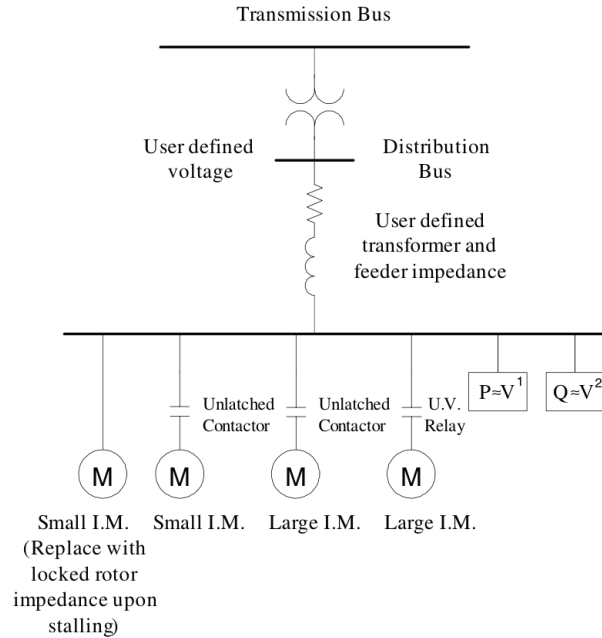 Transmission Bus
User defined
voltage
Distribution
Bus
User defined
transformer and
feeder impedance
Unlatched
Contactor
Unlatched
Contactor
U.V.
Relay
P≈V¹
Q≈V²
M
M
M
M
Small I.M.
(Replace with
locked rotor
impedance upon
stalling)
Small I.M.
Large I.M.
Large I.M.